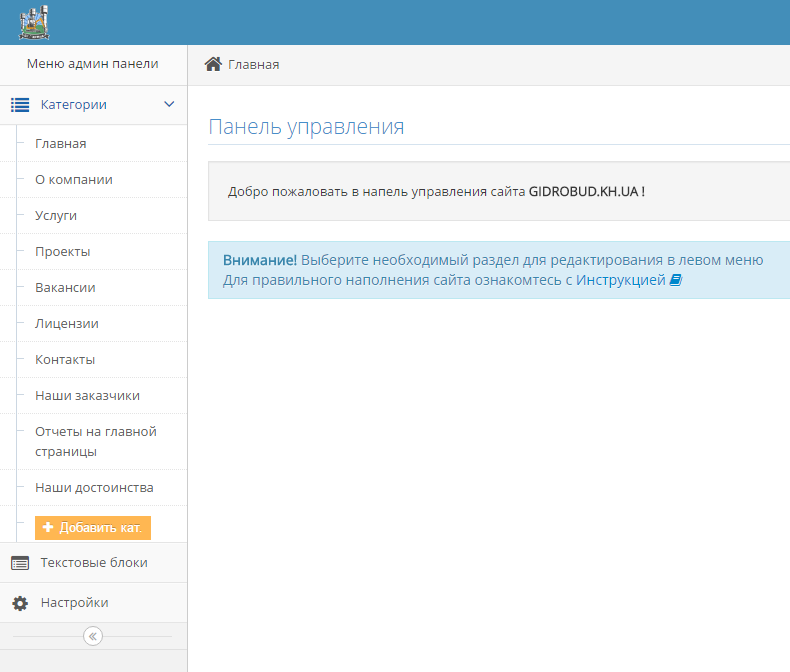 Меню админ панели
Главная
Категории
Главная
О компании
Услуги
Проекты
Вакансии
Лицензии
Контакты
Наши заказчики
Отчеты на главной
страницы
Наши достоинства
Добавить кат.
Текстовые блоки
Настройки
Панель управления
Добро пожаловать в напель управления сайта GIDROBUD.KH.UA !
Внимание! Выберите необходимый раздел для редактирования в левом меню
Для правильного наполнения сайта ознакомтесь с Инструкцией